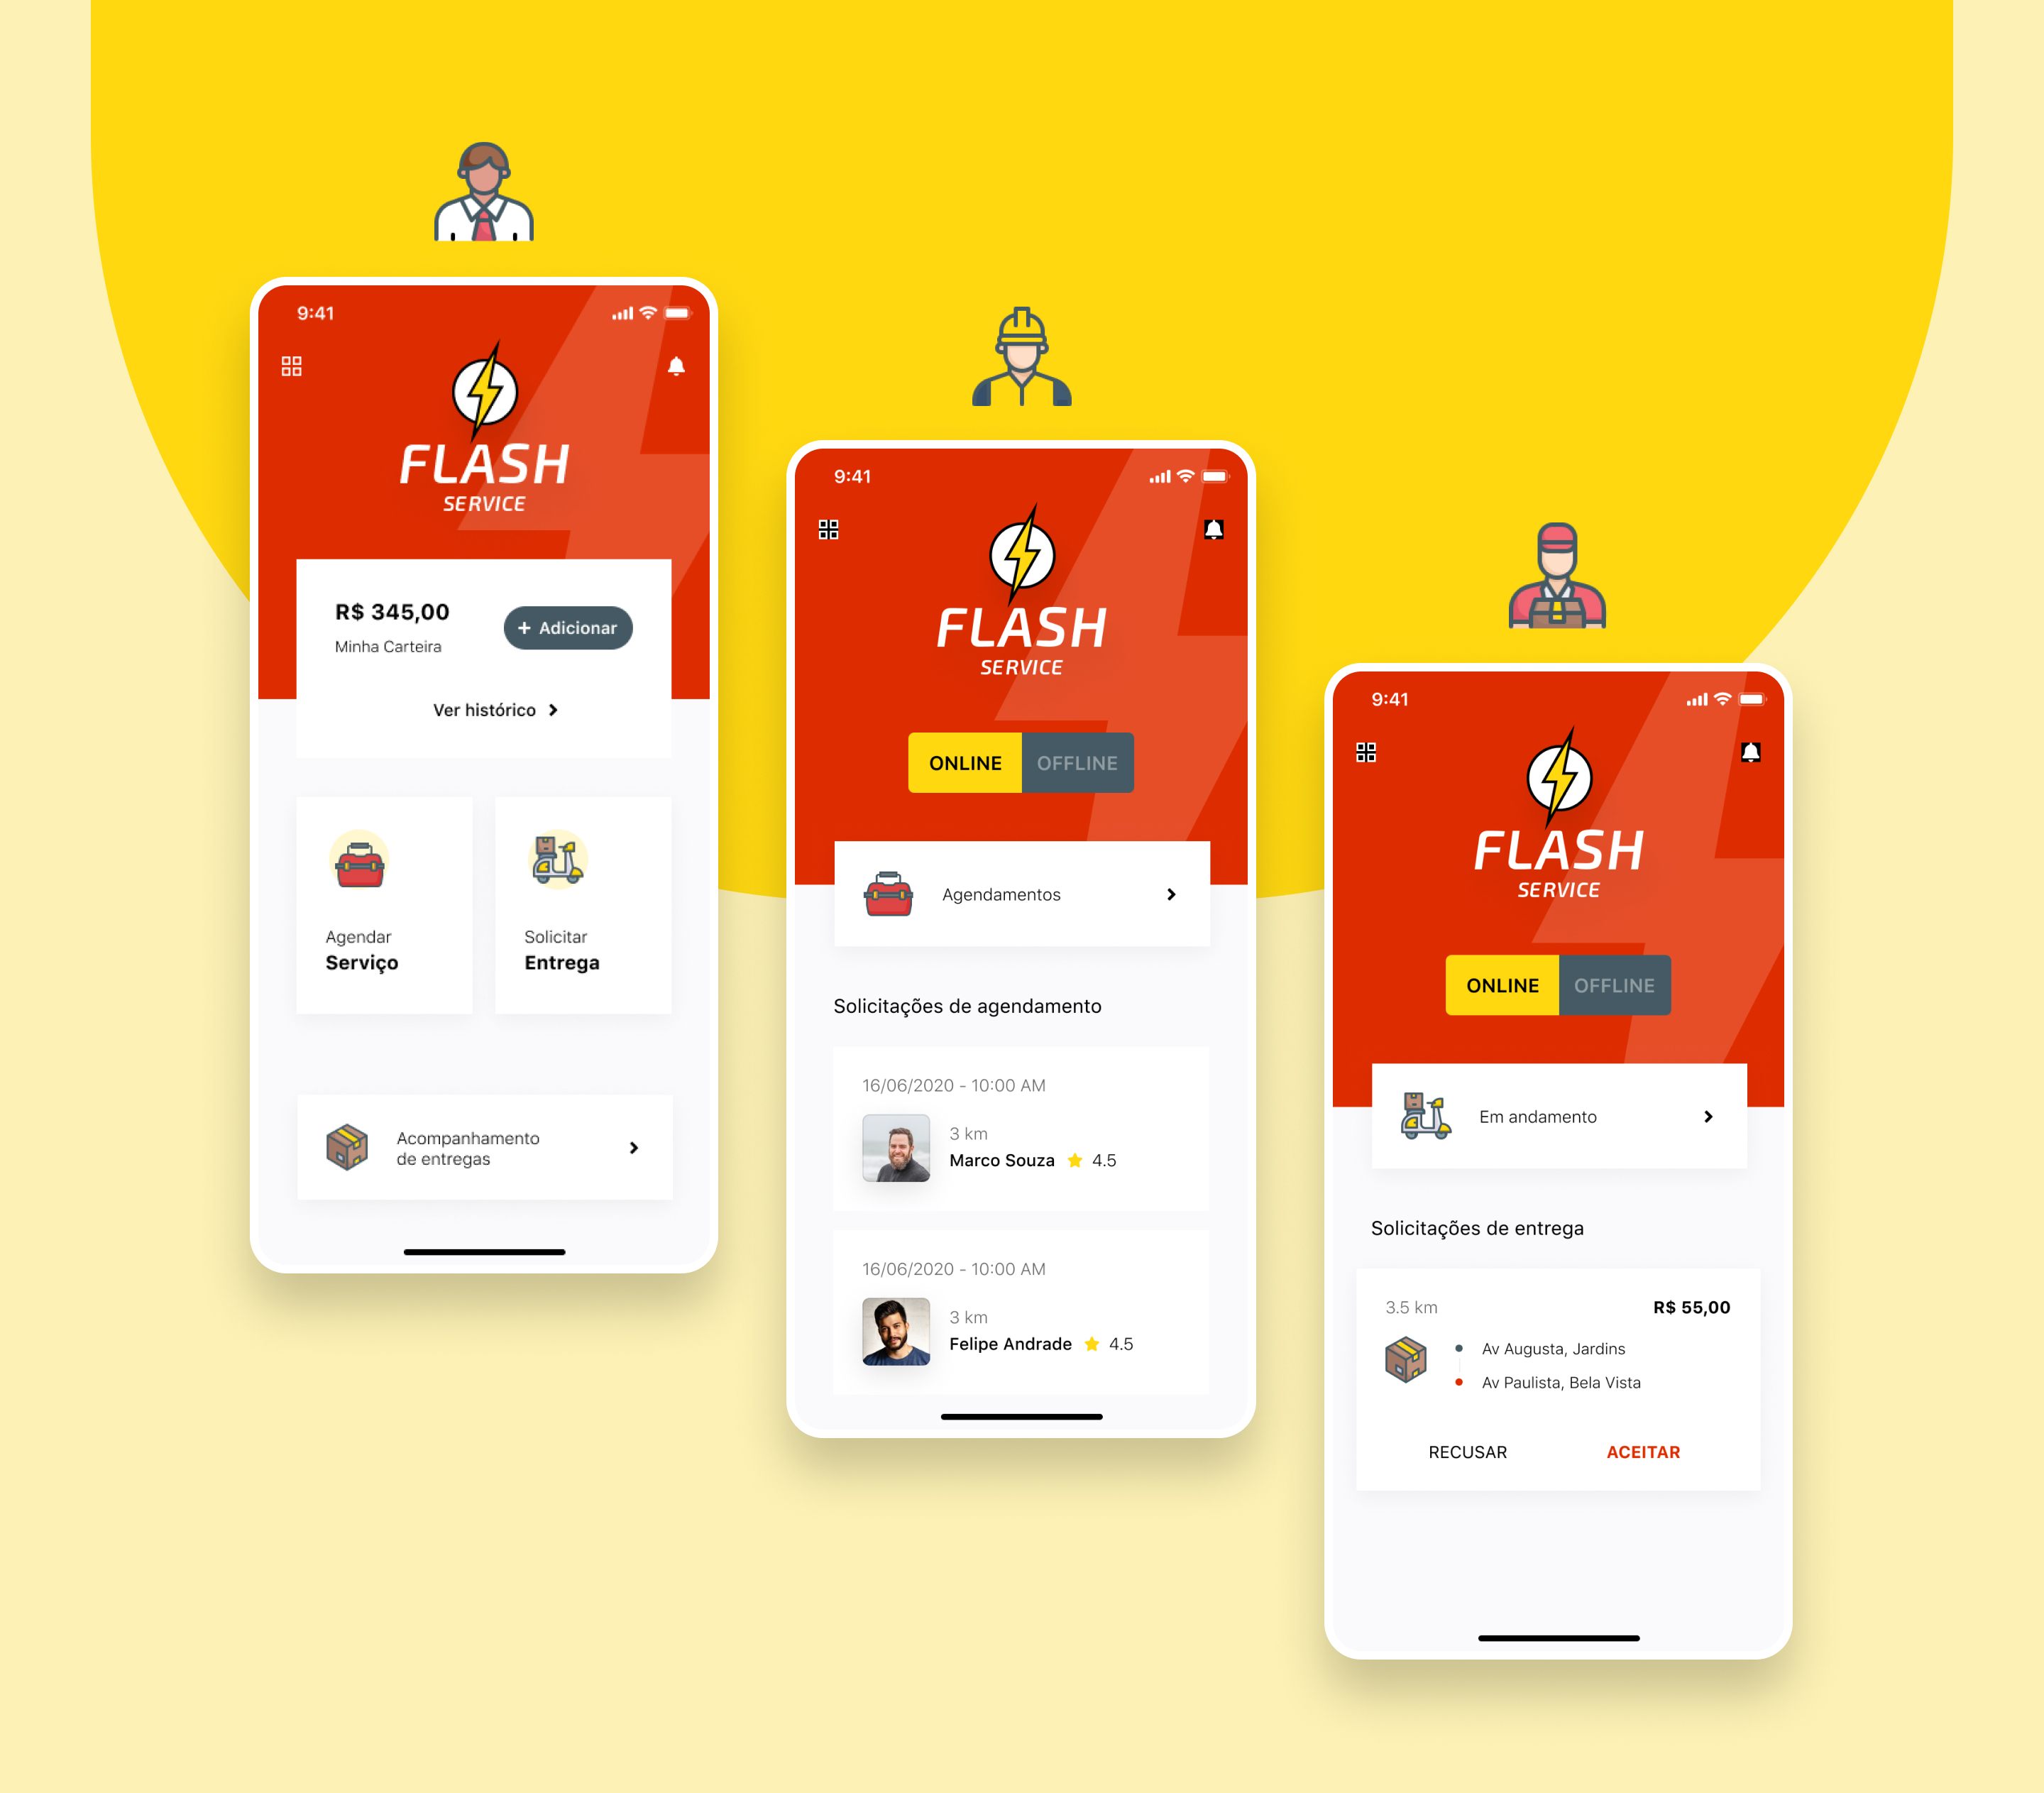 9:41
FLASH
SERVICE
R$ 345,00
+ Adicionar
Minha Carteira
Ver histórico
Agendar
Serviço
Solicitar
Entrega
Acompanhamento
de entregas
9:41
FLASH
SERVICE
ONLINE OFFLINE
Agendamentos
Solicitações de agendamento
16/06/2020 - 10:00 AM
3 km
Marco Souza 4.5
16/06/2020 - 10:00 AM
3 km
Felipe Andrade 4.5
9:41
FLASH
SERVICE
ONLINE OFFLINE
Em andamento
Solicitações de entrega
3.5 km R$ 55,00
Av Augusta, Jardins
Av Paulista, Bela Vista
RECUSAR ACEITAR